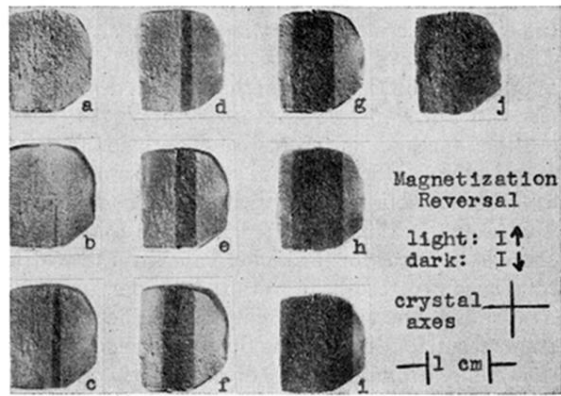 a
d
g
j
b
e
h
c
f
i
Magnetization
Reversal
light: I↑
dark: I↓
crystal
axes
1 cm